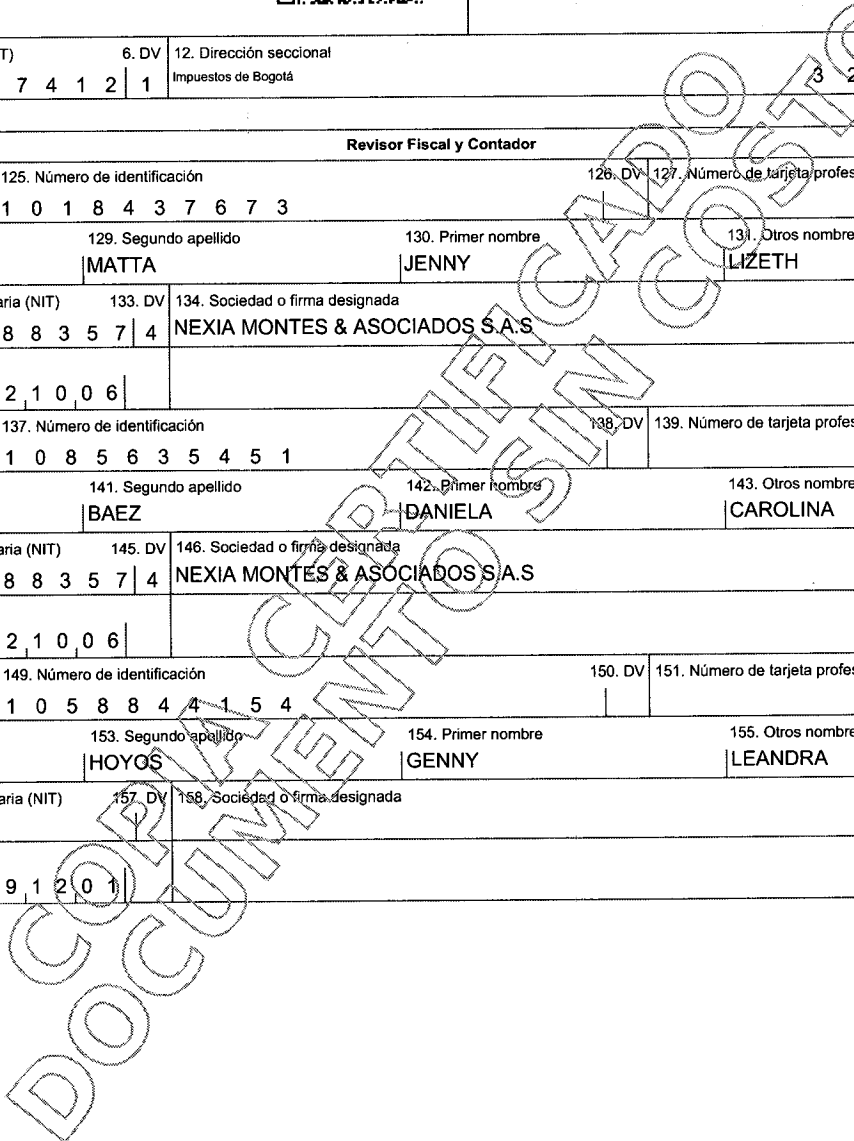 T) 6. DV 12. Dirección seccional
7 4 1 2 1 Impuestos de Bogotá 3 2
Revisor Fiscal y Contador
125. Número de identificación 126. DV 127. Número de tarjeta profes
1 0 1 8 4 3 7 6 7 3
129. Segundo apellido 130. Primer nombre 131. Otros nombre
MATTA JENNY LIZETH
aria (NIT) 133. DV 134. Sociedad o firma designada
8 8 3 5 7 4 NEXIA MONTES & ASOCIADOS S.A.S
2 1 0 0 6
137. Número de identificación 138. DV 139. Número de tarjeta profes
1 0 8 5 6 3 5 4 5 1
141. Segundo apellido 142. Primer nombre 143. Otros nombre
BAEZ DANIELA CAROLINA
aria (NIT) 145. DV 146. Sociedad o firma designada
8 8 3 5 7 4 NEXIA MONTES & ASOCIADOS S.A.S
2 1 0 0 6
149. Número de identificación 150. DV 151. Número de tarjeta profes
1 0 5 8 8 4 4 1 5 4
153. Segundo apellido 154. Primer nombre 155. Otros nombre
HOYOS GENNY LEANDRA
aria (NIT) 157. DV 158. Sociedad o firma designada
9 1 2 0 1
COPIA CERTIFICADO
DOCUMENTO SIN COSTO